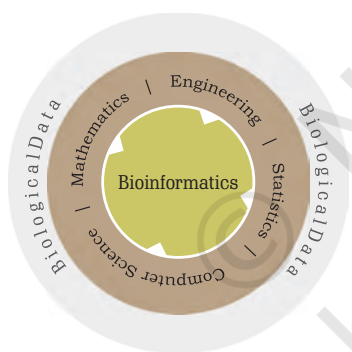 BiologicalData
Mathematics | Engineering | Statistics | Computer Science |
Bioinformatics
BiologicalData